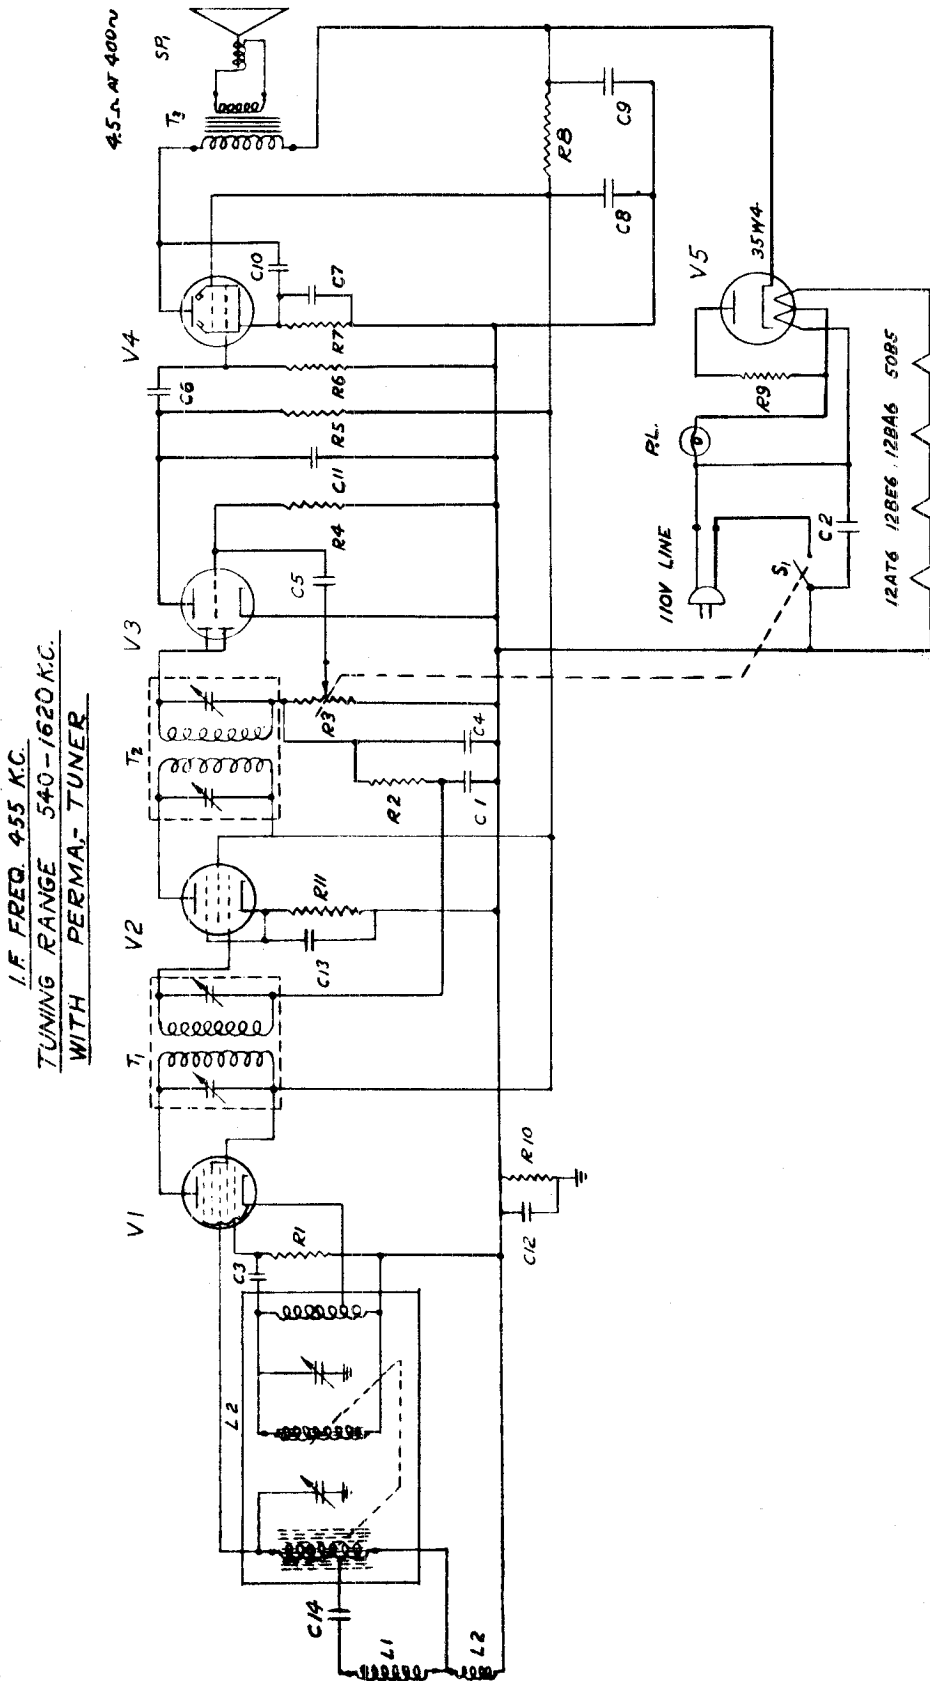 I.F. FREQ. 455 K.C.
TUNING RANGE 540-1620 K.C.
WITH PERMA-TUNER
V1
T1
V2
T2
V3
V4
T3
SP1
4.5Ω AT 400~
L2
C3
R1
C14
L1
L2
C12
R10
C13
R11
R2
C1
C4
R3
C5
R4
C11
R5
R6
C6
R7
C7
C10
R8
C8
C9
V5
35W4
R9
P.L.
110V LINE
S1
C2
12AT6 12BE6 12BA6 50B5